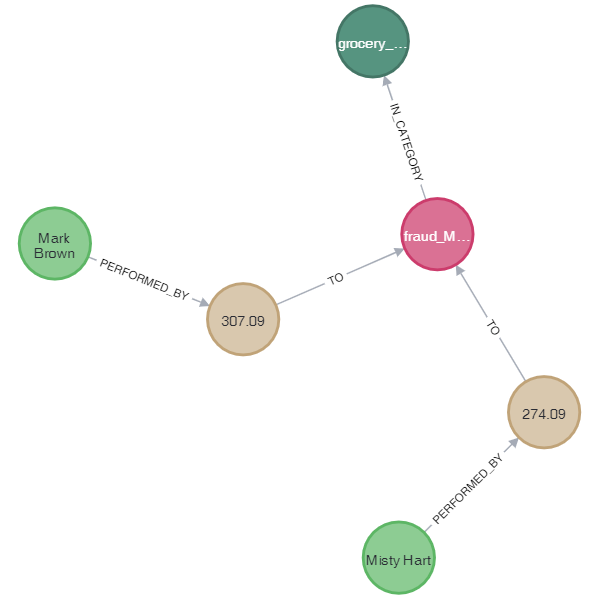 grocery_...
IN_CATEGORY
fraud_M...
Mark
Brown
PERFORMED_BY
TO
307.09
TO
274.09
PERFORMED_BY
Misty Hart